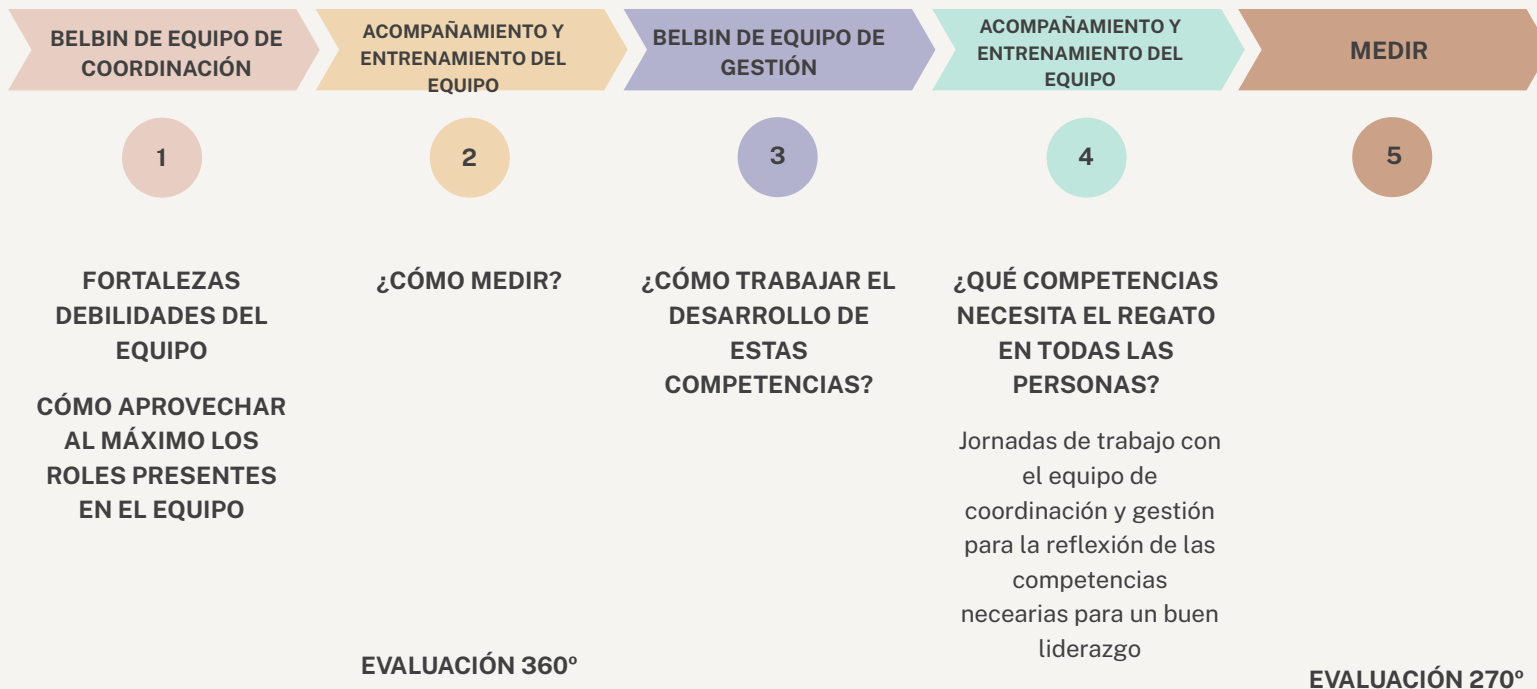 BELBIN DE EQUIPO DE
COORDINACIÓN
ACOMPAÑAMIENTO Y
ENTRENAMIENTO DEL
EQUIPO
BELBIN DE EQUIPO DE
GESTIÓN
ACOMPAÑAMIENTO Y
ENTRENAMIENTO DEL
EQUIPO
MEDIR
1
2
3
4
5
FORTALEZAS
DEBILIDADES DEL
EQUIPO
CÓMO APROVECHAR
AL MÁXIMO LOS
ROLES PRESENTES
EN EL EQUIPO
¿CÓMO MEDIR?
EVALUACIÓN 360º
¿CÓMO TRABAJAR EL
DESARROLLO DE
ESTAS
COMPETENCIAS?
¿QUÉ COMPETENCIAS
NECESITA EL REGATO
EN TODAS LAS
PERSONAS?
Jornadas de trabajo con
el equipo de
coordinación y gestión
para la reflexión de las
competencias
necearias para un buen
liderazgo
EVALUACIÓN 270º